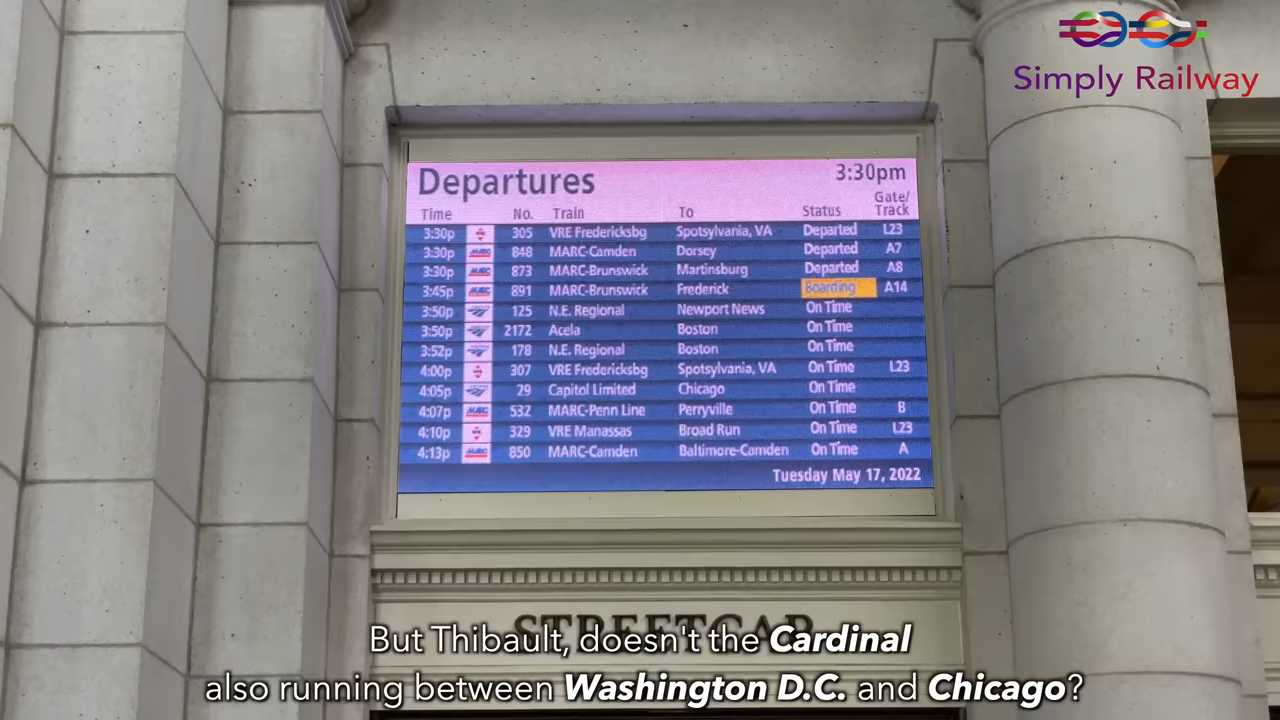 Simply Railway
Departures 3:30pm
Time No. Train To Status Gate/Track
3:30p 305 VRE Fredericksbg Spotsylvania, VA Departed L23
3:30p MARC 848 MARC-Camden Dorsey Departed A7
3:30p MARC 873 MARC-Brunswick Martinsburg Departed A8
3:45p MARC 891 MARC-Brunswick Frederick Boarding A14
3:50p 125 N.E. Regional Newport News On Time
3:50p 2172 Acela Boston On Time
3:52p 178 N.E. Regional Boston On Time
4:00p 307 VRE Fredericksbg Spotsylvania, VA On Time L23
4:05p 29 Capitol Limited Chicago On Time
4:07p MARC 532 MARC-Penn Line Perryville On Time B
4:10p 329 VRE Manassas Broad Run On Time L23
4:13p MARC 850 MARC-Camden Baltimore-Camden On Time A
Tuesday May 17, 2022
STREETCAR
But Thibault, doesn't the Cardinal
also running between Washington D.C. and Chicago?